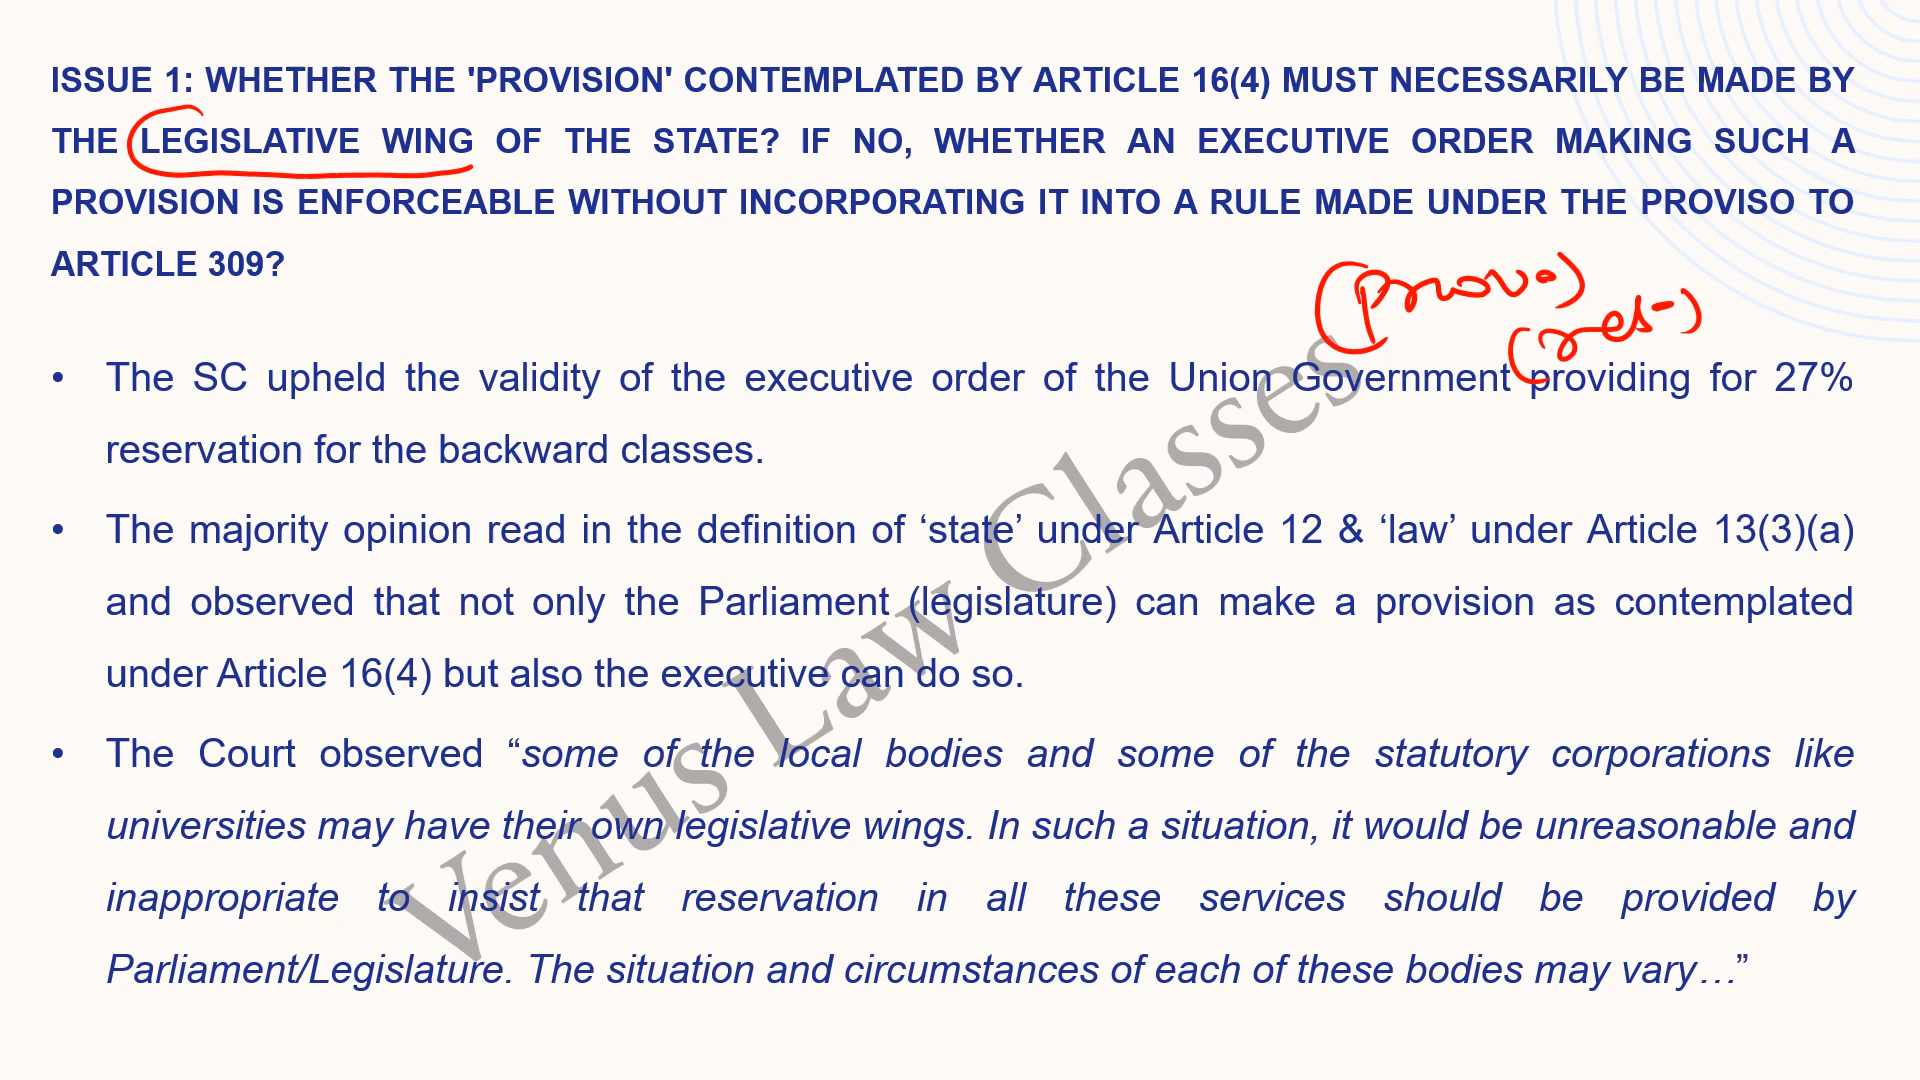 ISSUE 1: WHETHER THE 'PROVISION' CONTEMPLATED BY ARTICLE 16(4) MUST NECESSARILY BE MADE BY
THE LEGISLATIVE WING OF THE STATE? IF NO, WHETHER AN EXECUTIVE ORDER MAKING SUCH A
PROVISION IS ENFORCEABLE WITHOUT INCORPORATING IT INTO A RULE MADE UNDER THE PROVISO TO
ARTICLE 309?
• The SC upheld the validity of the executive order of the Union Government providing for 27%
reservation for the backward classes.
• The majority opinion read in the definition of ‘state’ under Article 12 & ‘law’ under Article 13(3)(a)
and observed that not only the Parliament (legislature) can make a provision as contemplated
under Article 16(4) but also the executive can do so.
• The Court observed “some of the local bodies and some of the statutory corporations like
universities may have their own legislative wings. In such a situation, it would be unreasonable and
inappropriate to insist that reservation in all these services should be provided by
Parliament/Legislature. The situation and circumstances of each of these bodies may vary…”
Venus Law Classes